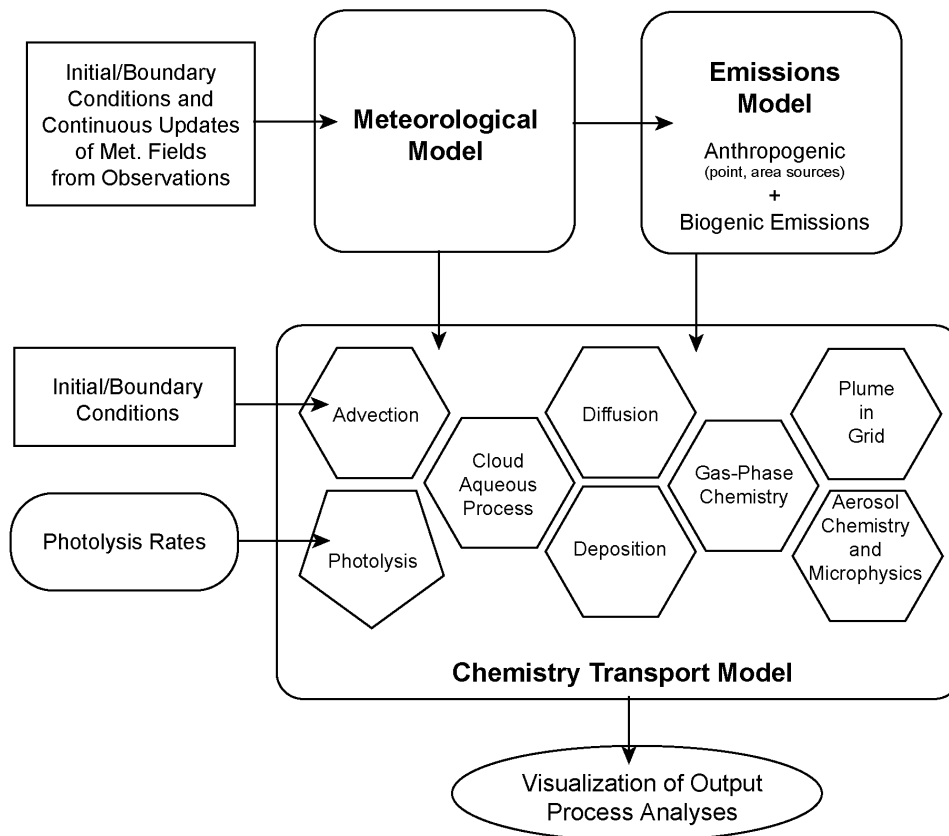 Initial/Boundary
Conditions and
Continuous Updates
of Met. Fields
from Observations
Meteorological
Model
Emissions
Model
Anthropogenic
(point, area sources)
+
Biogenic Emissions
Initial/Boundary
Conditions
Advection
Diffusion
Plume
in
Grid
Cloud
Aqueous
Process
Gas-Phase
Chemistry
Photolysis Rates
Photolysis
Deposition
Aerosol
Chemistry
and
Microphysics
Chemistry Transport Model
Visualization of Output
Process Analyses